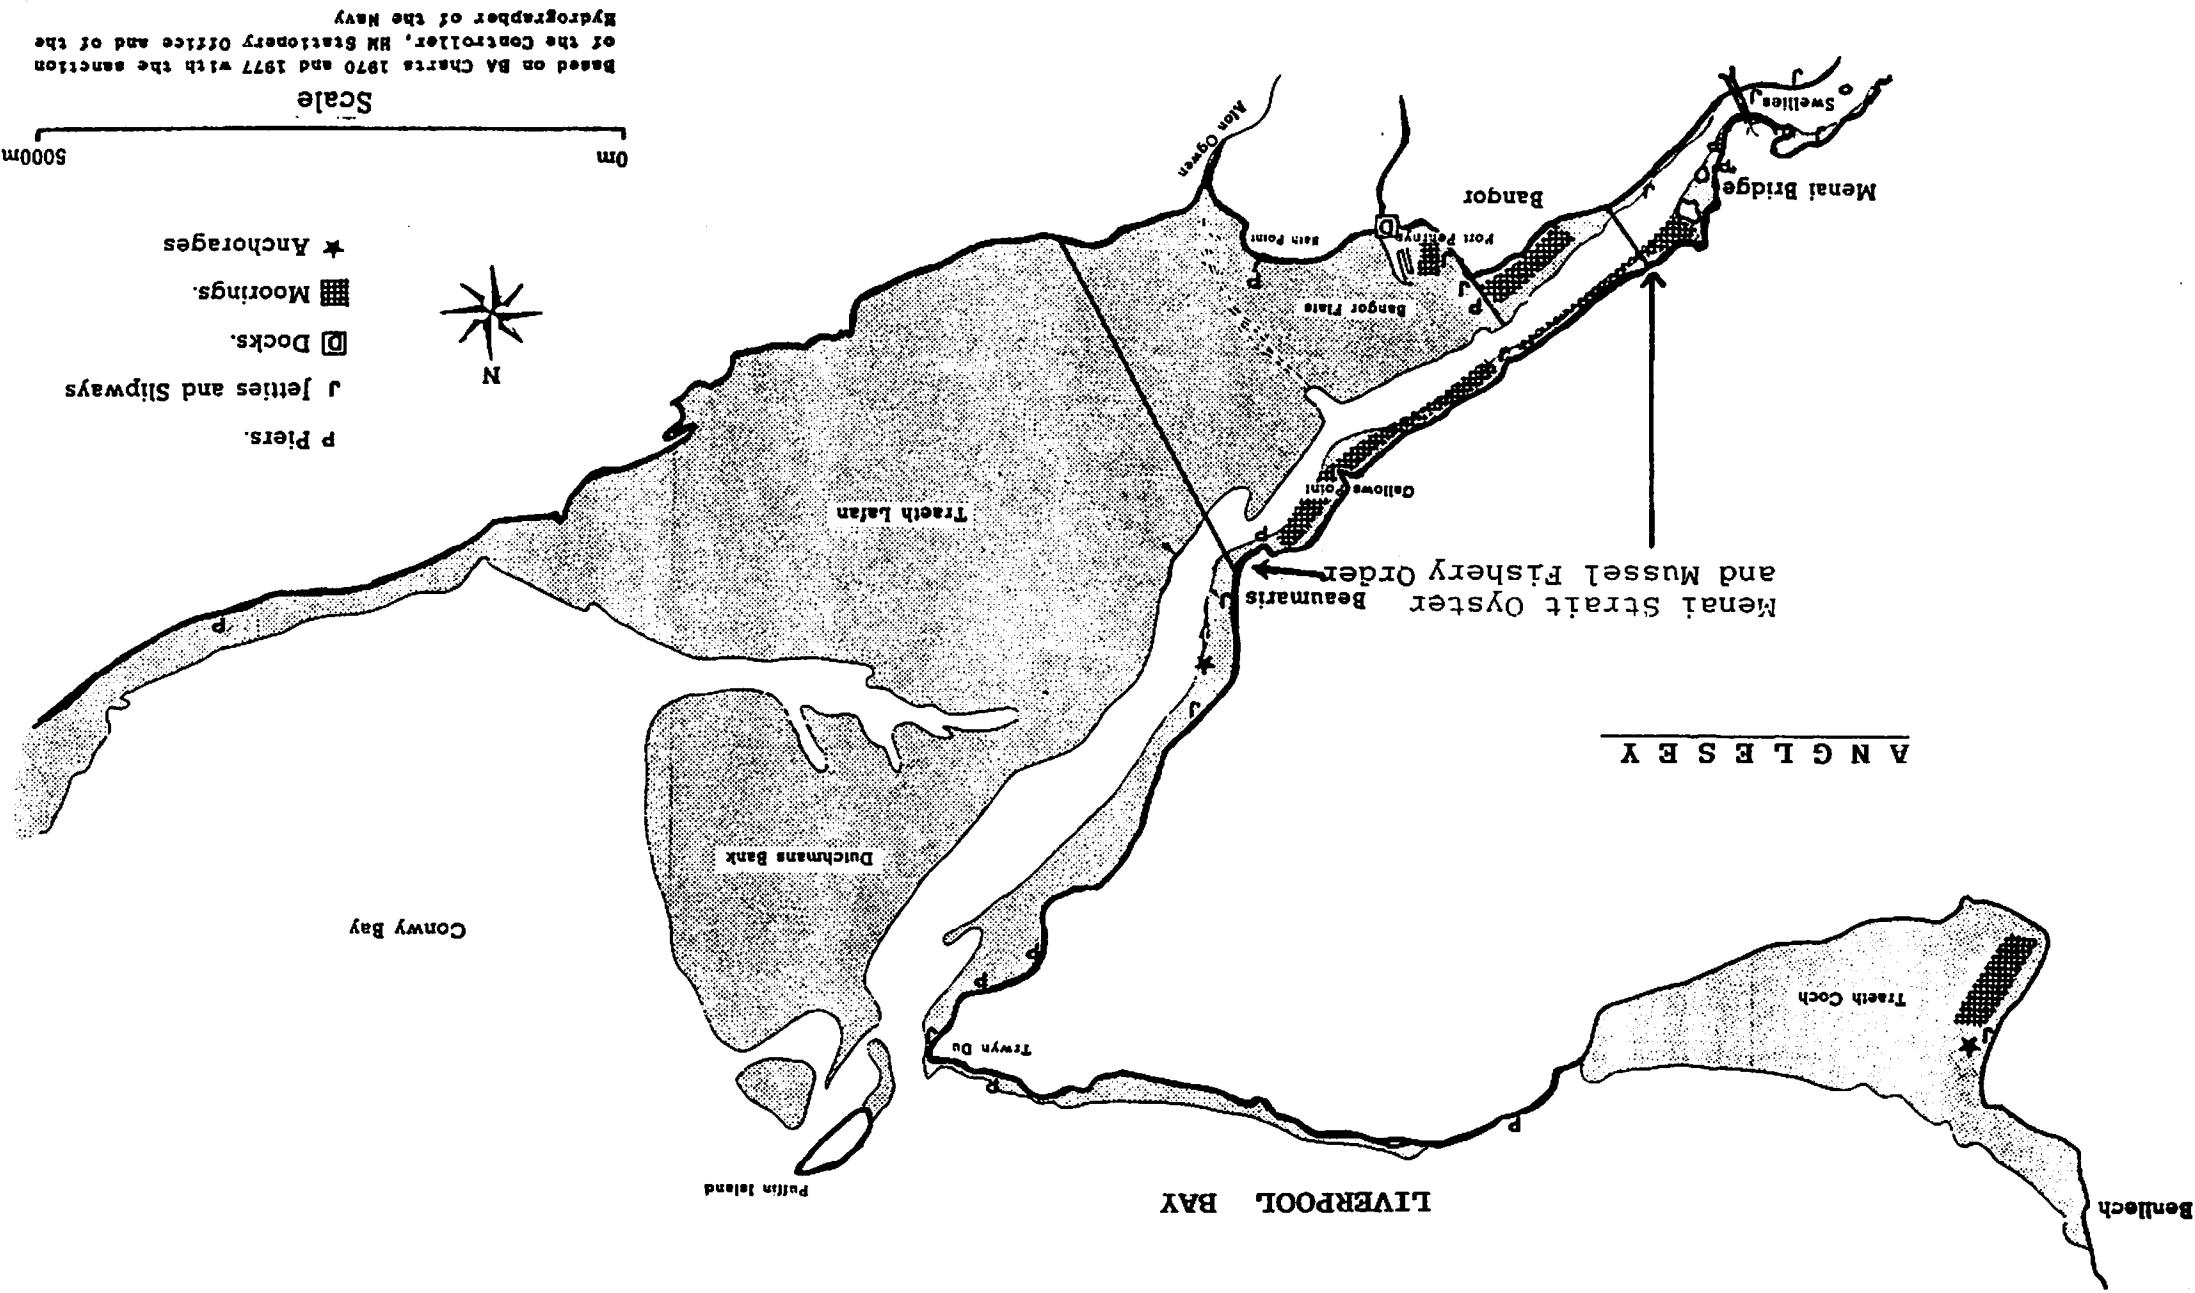 Benllech
LIVERPOOL BAY
Puffin Island
Trwyn Du
P
P
J
Traeth Coch
J
P
P
Conwy Bay
Dutchmans Bank
ANGLESEY
J
Menai Strait Oyster
and Mussel Fishery Order
Beaumaris
J
P
P
Traeth Lafan
Gallows Point
P Piers.
J Jetties and Slipways
D Docks.
Moorings.
Anchorages
N
Bangor Flats
P
J
P
Port Penrhyn
Bath Point
D
Bangor
Menai Bridge
P
J
Afon Ogwen
Swellies
J
J
J
0m
5000m
Scale
Based on BA Charts 1970 and 1977 with the sanction
of the Controller, HM Stationery Office and of the
Hydrographer of the Navy